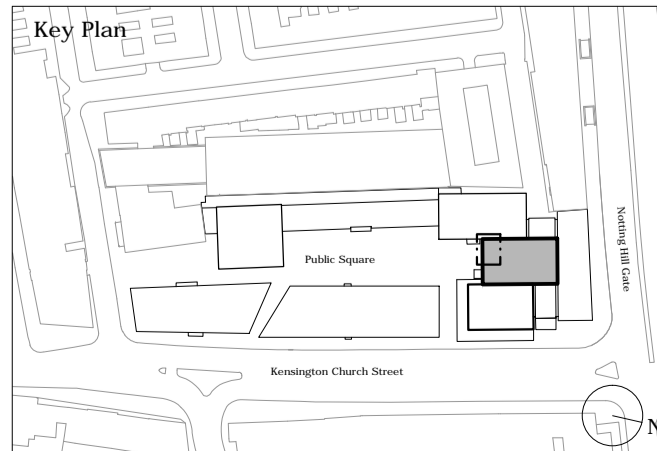 Key Plan
Notting Hill Gate
Public Square
Kensington Church Street
N